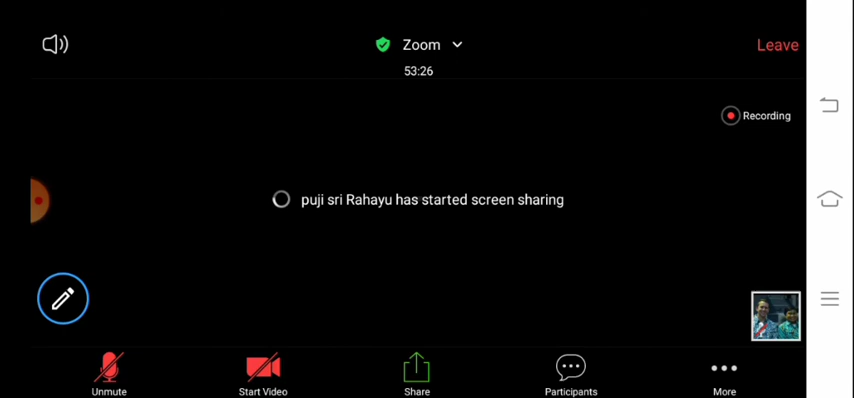 Zoom
Leave
53:26
Recording
puji sri Rahayu has started screen sharing
Unmute
Start Video
Share
Participants
More